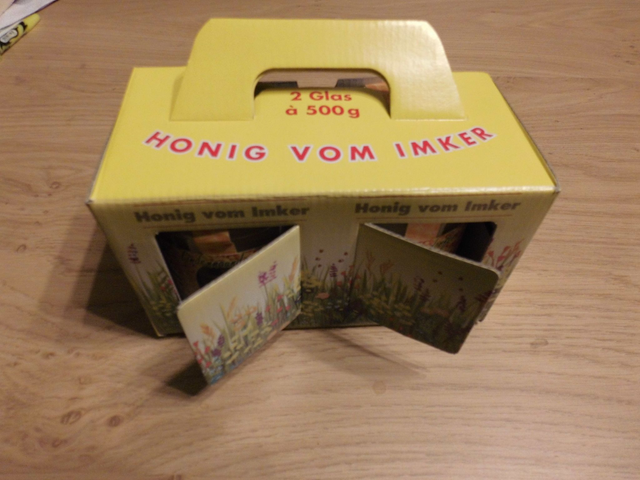 2 Glas
à 500 g
HONIG VOM IMKER
Honig vom Imker
Honig vom Imker